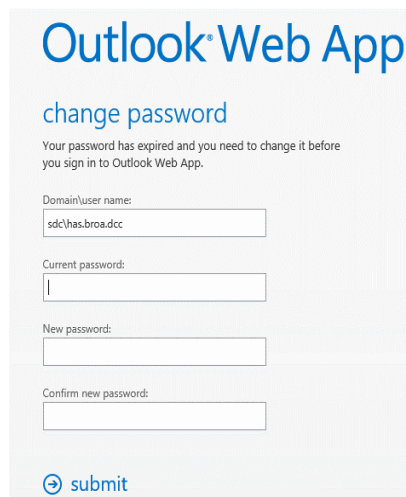 Outlook Web App
change password
Your password has expired and you need to change it before
you sign in to Outlook Web App.
Domain\user name:
sdc\has.broa.dcc
Current password:
New password:
Confirm new password:
submit